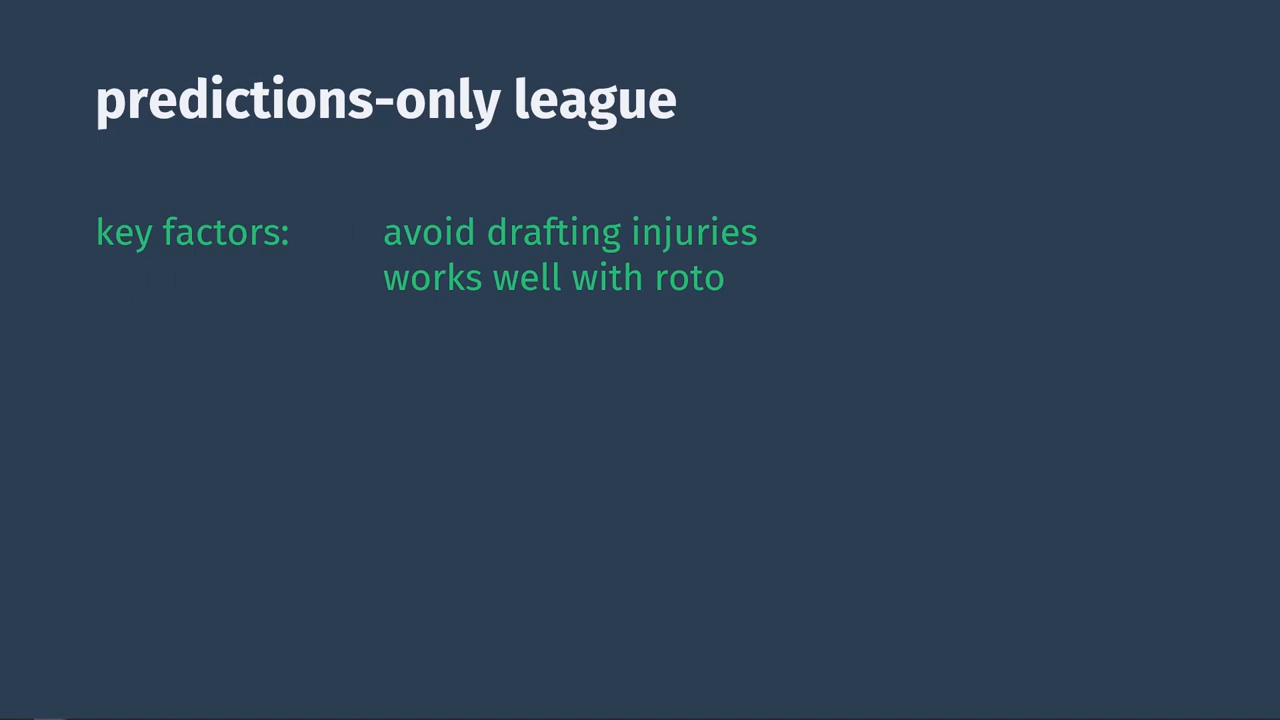 predictions-only league
key factors: avoid drafting injuries
works well with roto